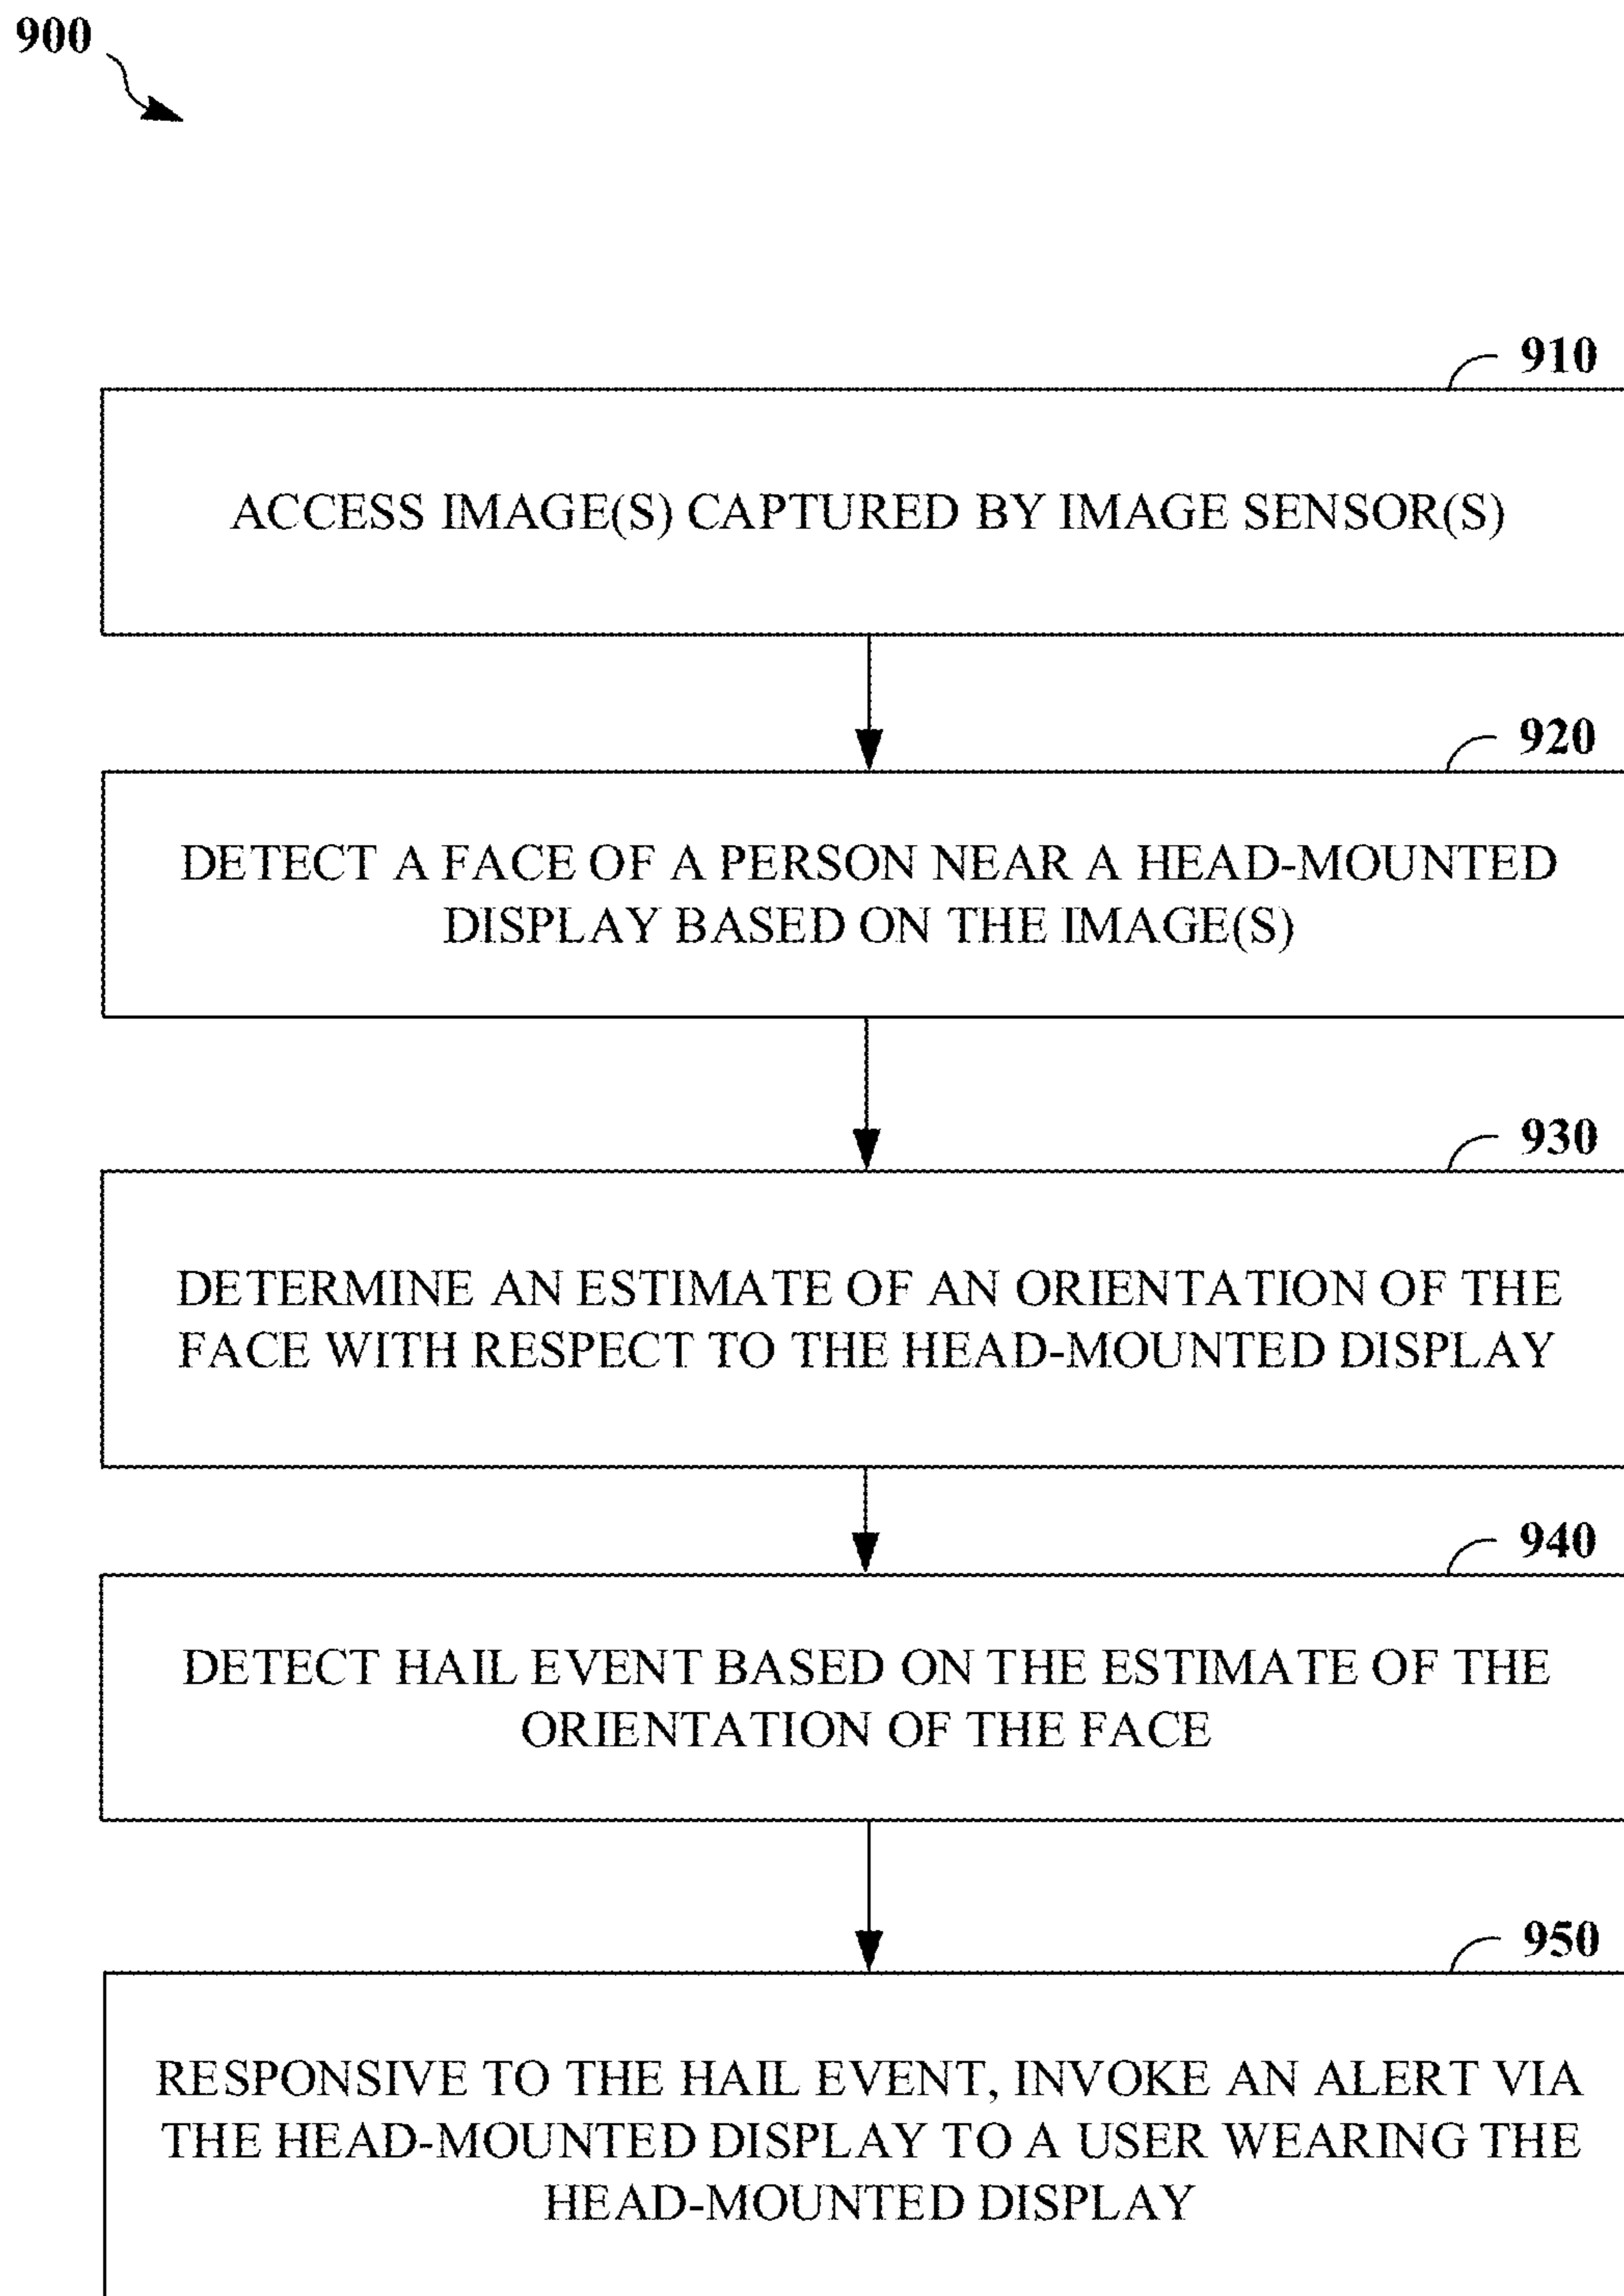 900
910
ACCESS IMAGE(S) CAPTURED BY IMAGE SENSOR(S)
920
DETECT A FACE OF A PERSON NEAR A HEAD-MOUNTED
DISPLAY BASED ON THE IMAGE(S)
930
DETERMINE AN ESTIMATE OF AN ORIENTATION OF THE
FACE WITH RESPECT TO THE HEAD-MOUNTED DISPLAY
940
DETECT HAIL EVENT BASED ON THE ESTIMATE OF THE
ORIENTATION OF THE FACE
950
RESPONSIVE TO THE HAIL EVENT, INVOKE AN ALERT VIA
THE HEAD-MOUNTED DISPLAY TO A USER WEARING THE
HEAD-MOUNTED DISPLAY